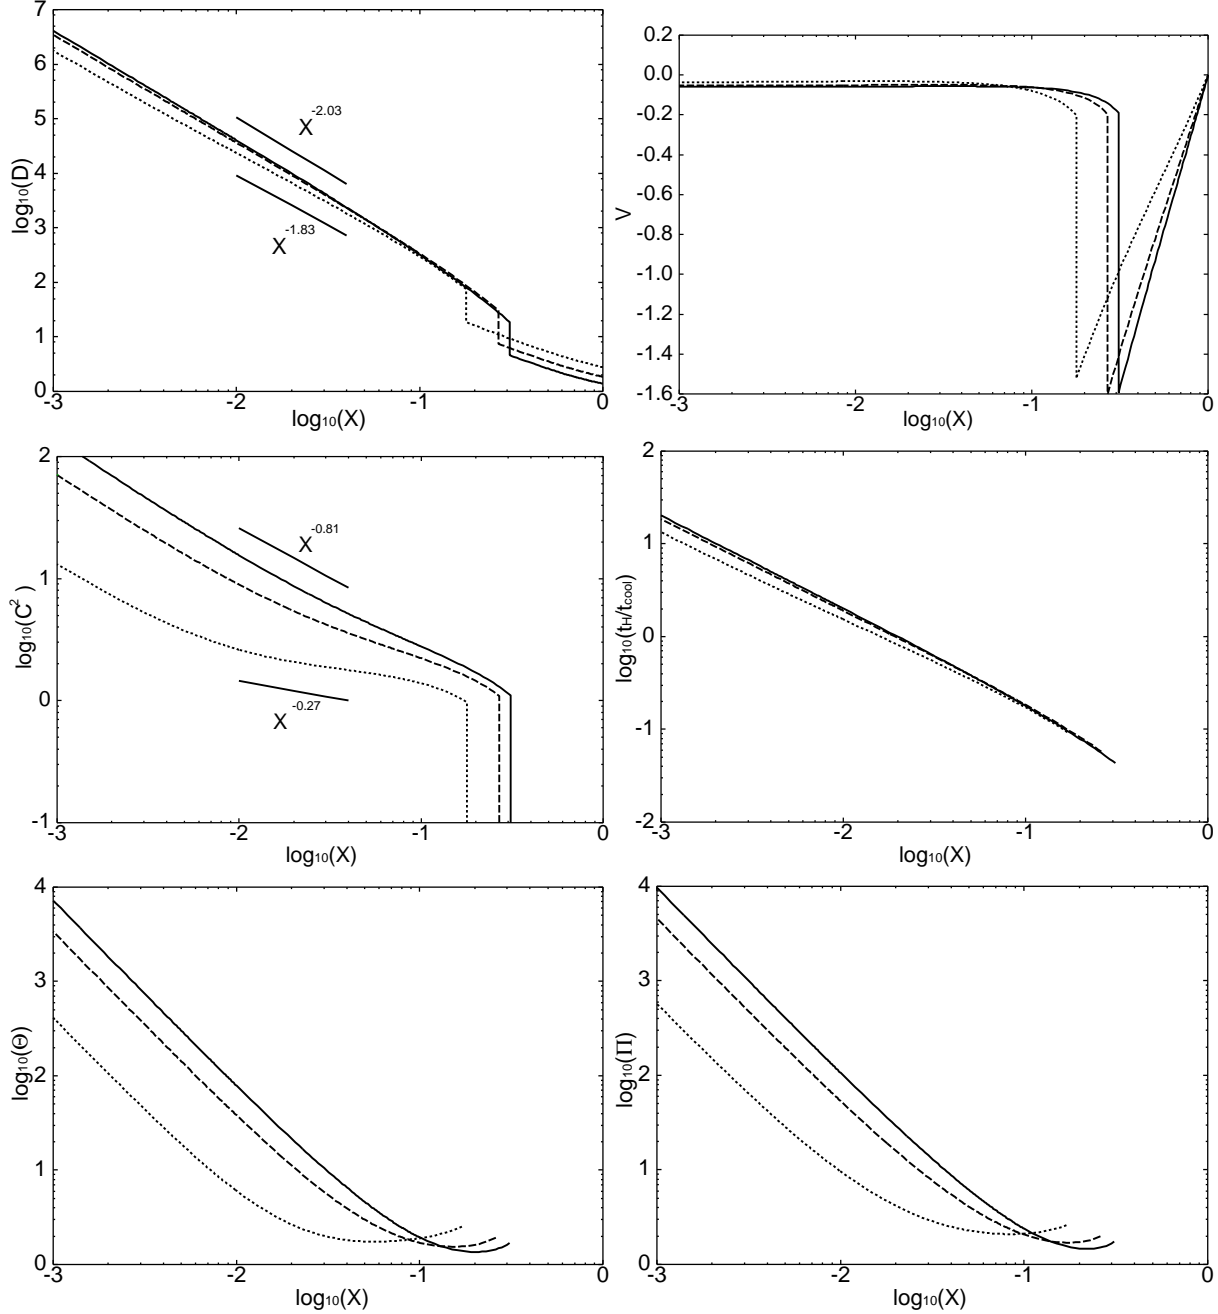 7
6
5
4
3
2
1
0
log₁₀(D)
X^-2.03
X^-1.83
-3 -2 -1 0
log₁₀(X)
0.2
0.0
-0.2
-0.4
-0.6
-0.8
-1.0
-1.2
-1.4
-1.6
V
-3 -2 -1 0
log₁₀(X)
2
1
0
-1
log₁₀(C²)
X^-0.81
X^-0.27
-3 -2 -1 0
log₁₀(X)
2
1
0
-1
-2
log₁₀(tH/tcool)
-3 -2 -1 0
log₁₀(X)
4
3
2
1
0
log₁₀(Θ)
-3 -2 -1 0
log₁₀(X)
4
3
2
1
0
log₁₀(Π)
-3 -2 -1 0
log₁₀(X)